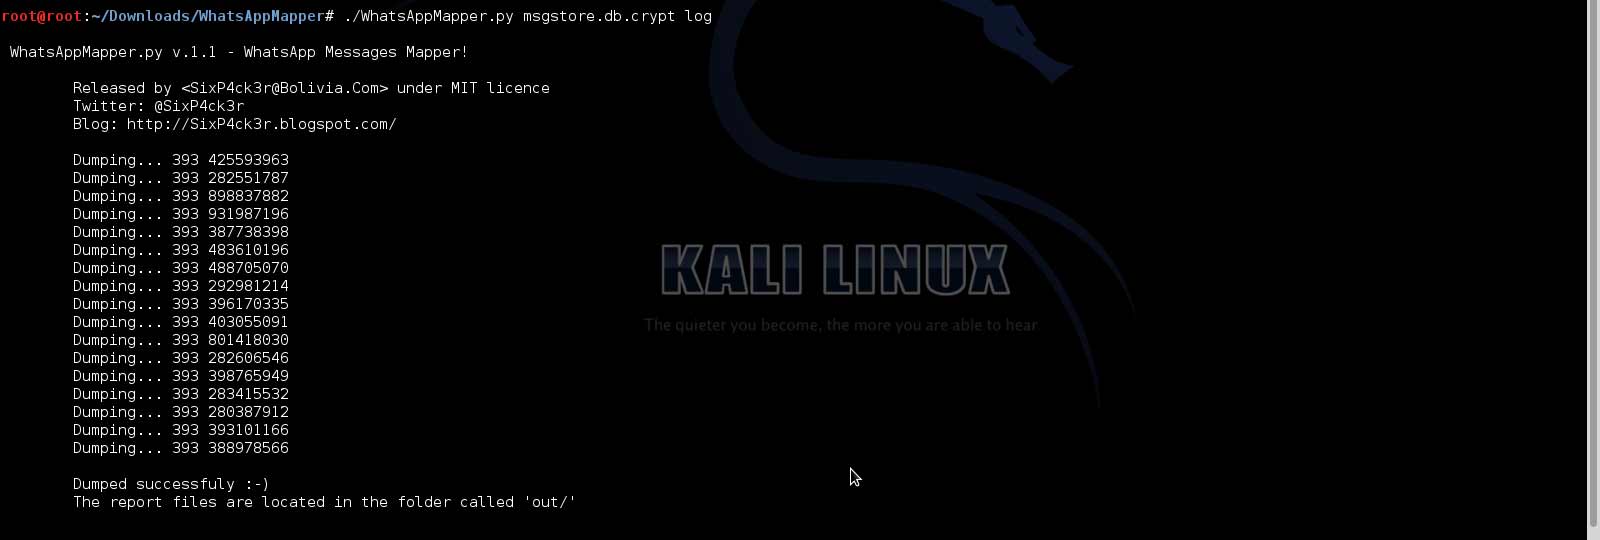 root@root:~/Downloads/WhatsAppMapper# ./WhatsAppMapper.py msgstore.db.crypt log
WhatsAppMapper.py v.1.1 - WhatsApp Messages Mapper!
Released by <SixP4ck3r@Bolivia.Com> under MIT licence
Twitter: @SixP4ck3r
Blog: http://SixP4ck3r.blogspot.com/
Dumping... 393 425593963
Dumping... 393 282551787
Dumping... 393 898837882
Dumping... 393 931987196
Dumping... 393 387738398
Dumping... 393 483610196
Dumping... 393 488705070
Dumping... 393 292981214
Dumping... 393 396170335
Dumping... 393 403055091
Dumping... 393 801418030
Dumping... 393 282606546
Dumping... 393 398765949
Dumping... 393 283415532
Dumping... 393 280387912
Dumping... 393 393101166
Dumping... 393 388978566
Dumped successfuly :-)
The report files are located in the folder called 'out/'
KALI LINUX
The quieter you become, the more you are able to hear.